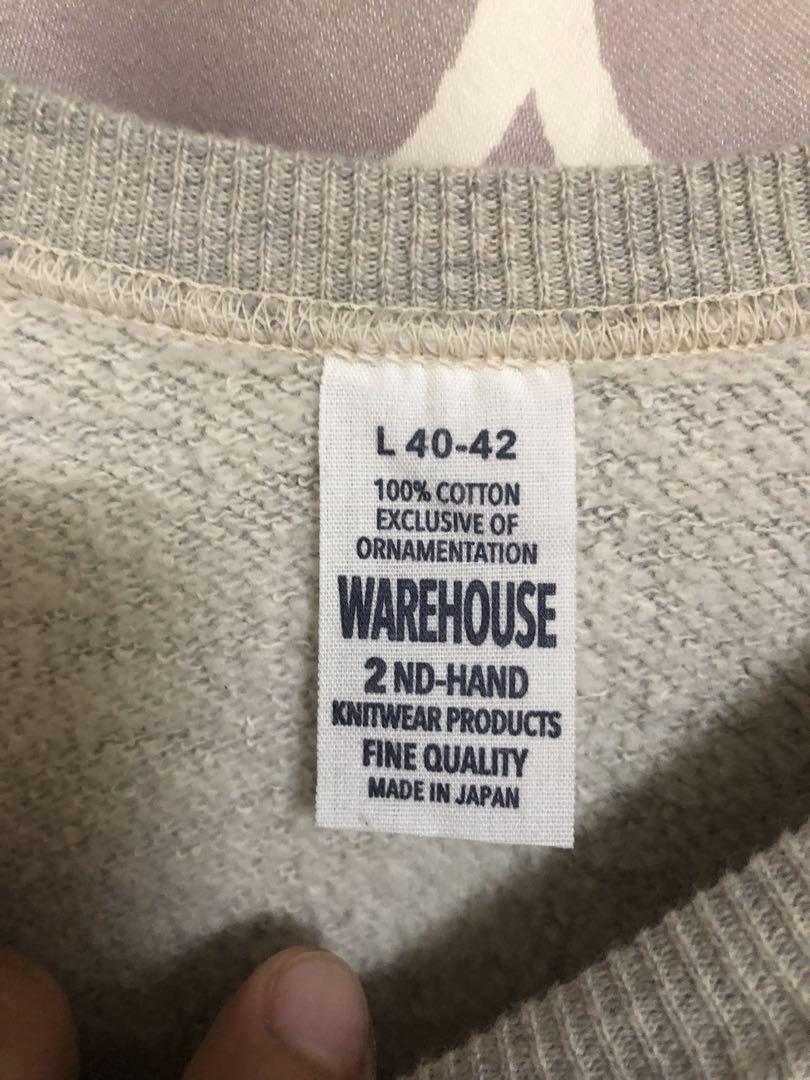 L 40-42
100% COTTON
EXCLUSIVE OF
ORNAMENTATION
WAREHOUSE
2 ND-HAND
KNITWEAR PRODUCTS
FINE QUALITY
MADE IN JAPAN